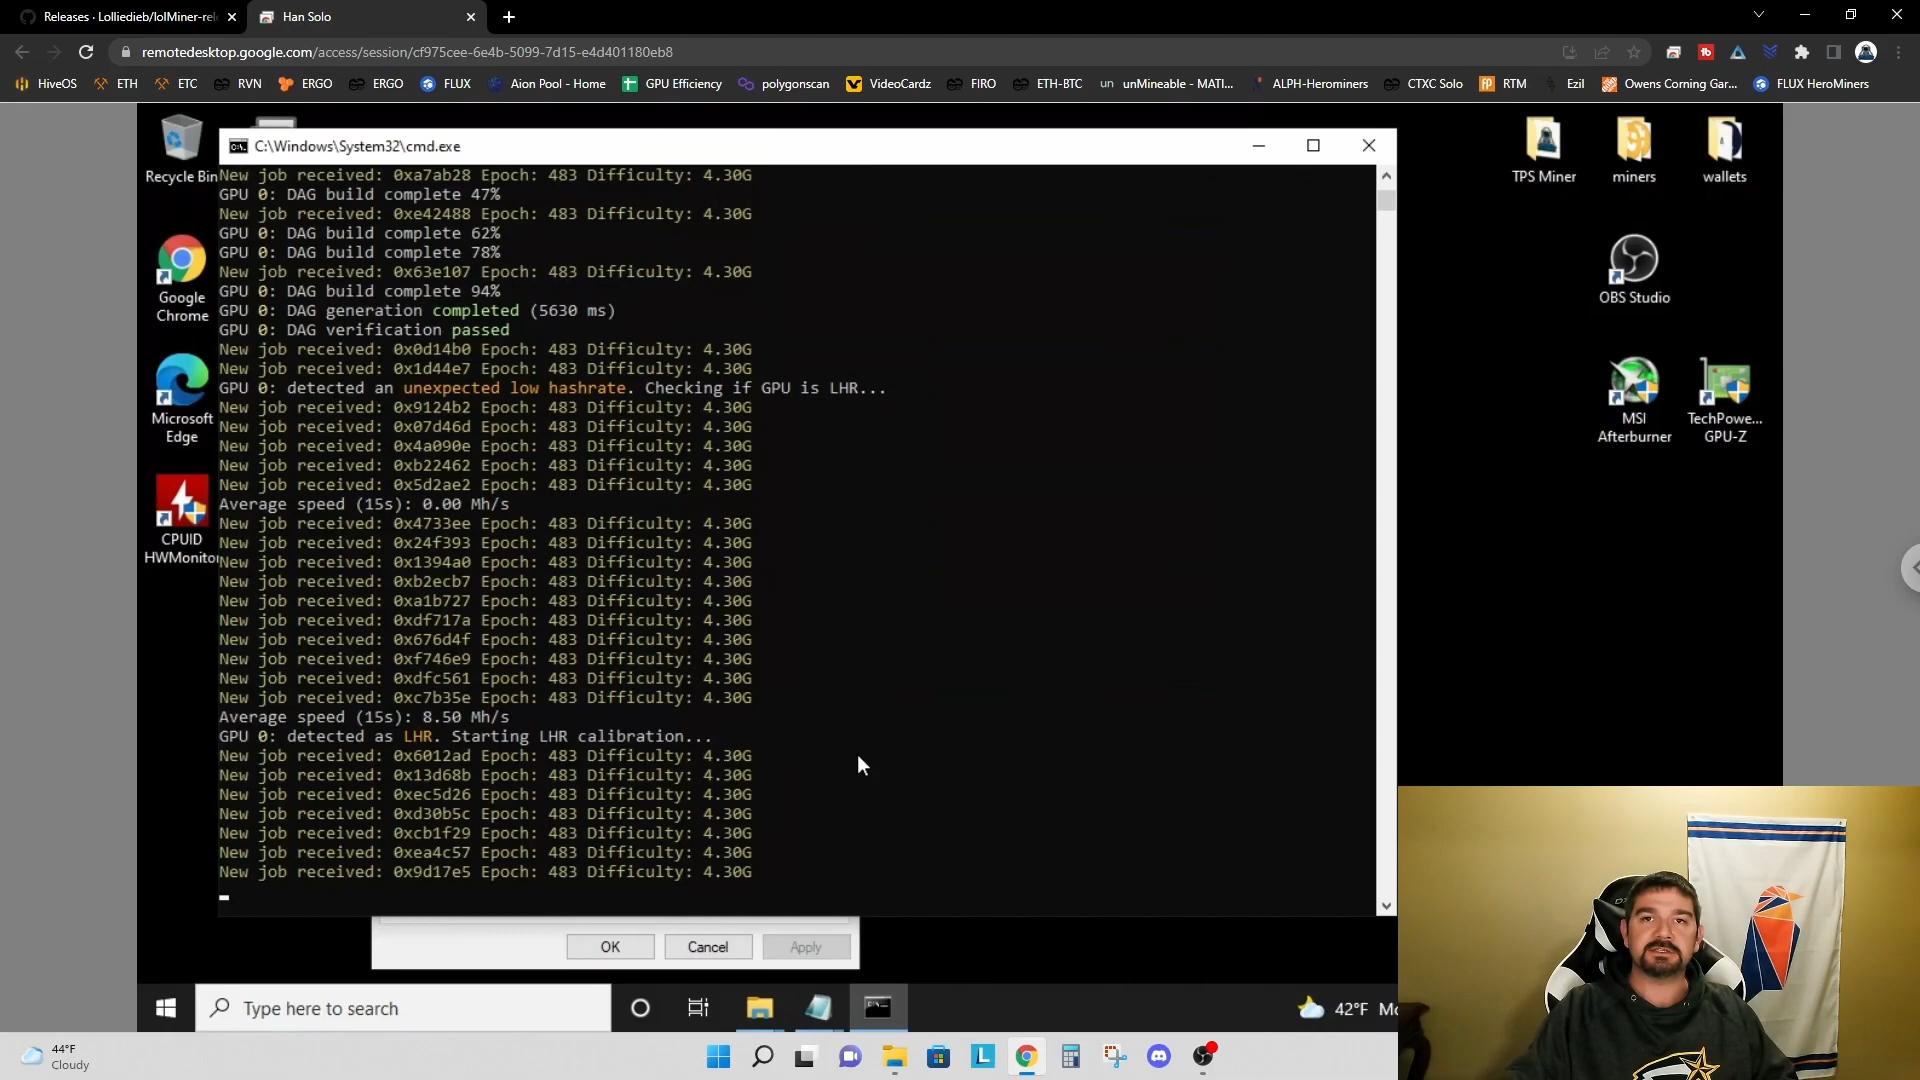 Releases · Lolliedieb/lolMiner-rel
Han Solo
remotedesktop.google.com/access/session/cf975cee-6e4b-5099-7d15-e4d401180eb8
HiveOS
ETH
ETC
RVN
ERGO
ERGO
FLUX
Aion Pool - Home
GPU Efficiency
polygonscan
VideoCardz
FIRO
ETH-BTC
unMineable - MATI...
ALPH-Herominers
CTXC Solo
RTM
Ezil
Owens Corning Gar...
FLUX HeroMiners
C:\Windows\System32\cmd.exe
New job received: 0xa7ab28 Epoch: 483 Difficulty: 4.30G
GPU 0: DAG build complete 47%
New job received: 0xe42488 Epoch: 483 Difficulty: 4.30G
GPU 0: DAG build complete 62%
GPU 0: DAG build complete 78%
New job received: 0x63e107 Epoch: 483 Difficulty: 4.30G
GPU 0: DAG build complete 94%
GPU 0: DAG generation completed (5630 ms)
GPU 0: DAG verification passed
New job received: 0x0d14b0 Epoch: 483 Difficulty: 4.30G
New job received: 0x1d44e7 Epoch: 483 Difficulty: 4.30G
GPU 0: detected an unexpected low hashrate. Checking if GPU is LHR...
New job received: 0x9124b2 Epoch: 483 Difficulty: 4.30G
New job received: 0x07d46d Epoch: 483 Difficulty: 4.30G
New job received: 0x4a090e Epoch: 483 Difficulty: 4.30G
New job received: 0xb22462 Epoch: 483 Difficulty: 4.30G
New job received: 0x5d2ae2 Epoch: 483 Difficulty: 4.30G
Average speed (15s): 0.00 Mh/s
New job received: 0x4733ee Epoch: 483 Difficulty: 4.30G
New job received: 0x24f393 Epoch: 483 Difficulty: 4.30G
New job received: 0x1394a0 Epoch: 483 Difficulty: 4.30G
New job received: 0xb2ecb7 Epoch: 483 Difficulty: 4.30G
New job received: 0xa1b727 Epoch: 483 Difficulty: 4.30G
New job received: 0xdf717a Epoch: 483 Difficulty: 4.30G
New job received: 0x676d4f Epoch: 483 Difficulty: 4.30G
New job received: 0xf746e9 Epoch: 483 Difficulty: 4.30G
New job received: 0xdfc561 Epoch: 483 Difficulty: 4.30G
New job received: 0xc7b35e Epoch: 483 Difficulty: 4.30G
Average speed (15s): 8.50 Mh/s
GPU 0: detected as LHR. Starting LHR calibration...
New job received: 0x6012ad Epoch: 483 Difficulty: 4.30G
New job received: 0x13d68b Epoch: 483 Difficulty: 4.30G
New job received: 0xec5d26 Epoch: 483 Difficulty: 4.30G
New job received: 0xd30b5c Epoch: 483 Difficulty: 4.30G
New job received: 0xcb1f29 Epoch: 483 Difficulty: 4.30G
New job received: 0xea4c57 Epoch: 483 Difficulty: 4.30G
New job received: 0x9d17e5 Epoch: 483 Difficulty: 4.30G
Recycle Bin
Google
Chrome
Microsoft
Edge
CPUID
HWMonitor
TPS Miner
miners
wallets
OBS Studio
MSI
Afterburner
TechPowe...
GPU-Z
OK
Cancel
Apply
Type here to search
42°F Mo
44°F
Cloudy